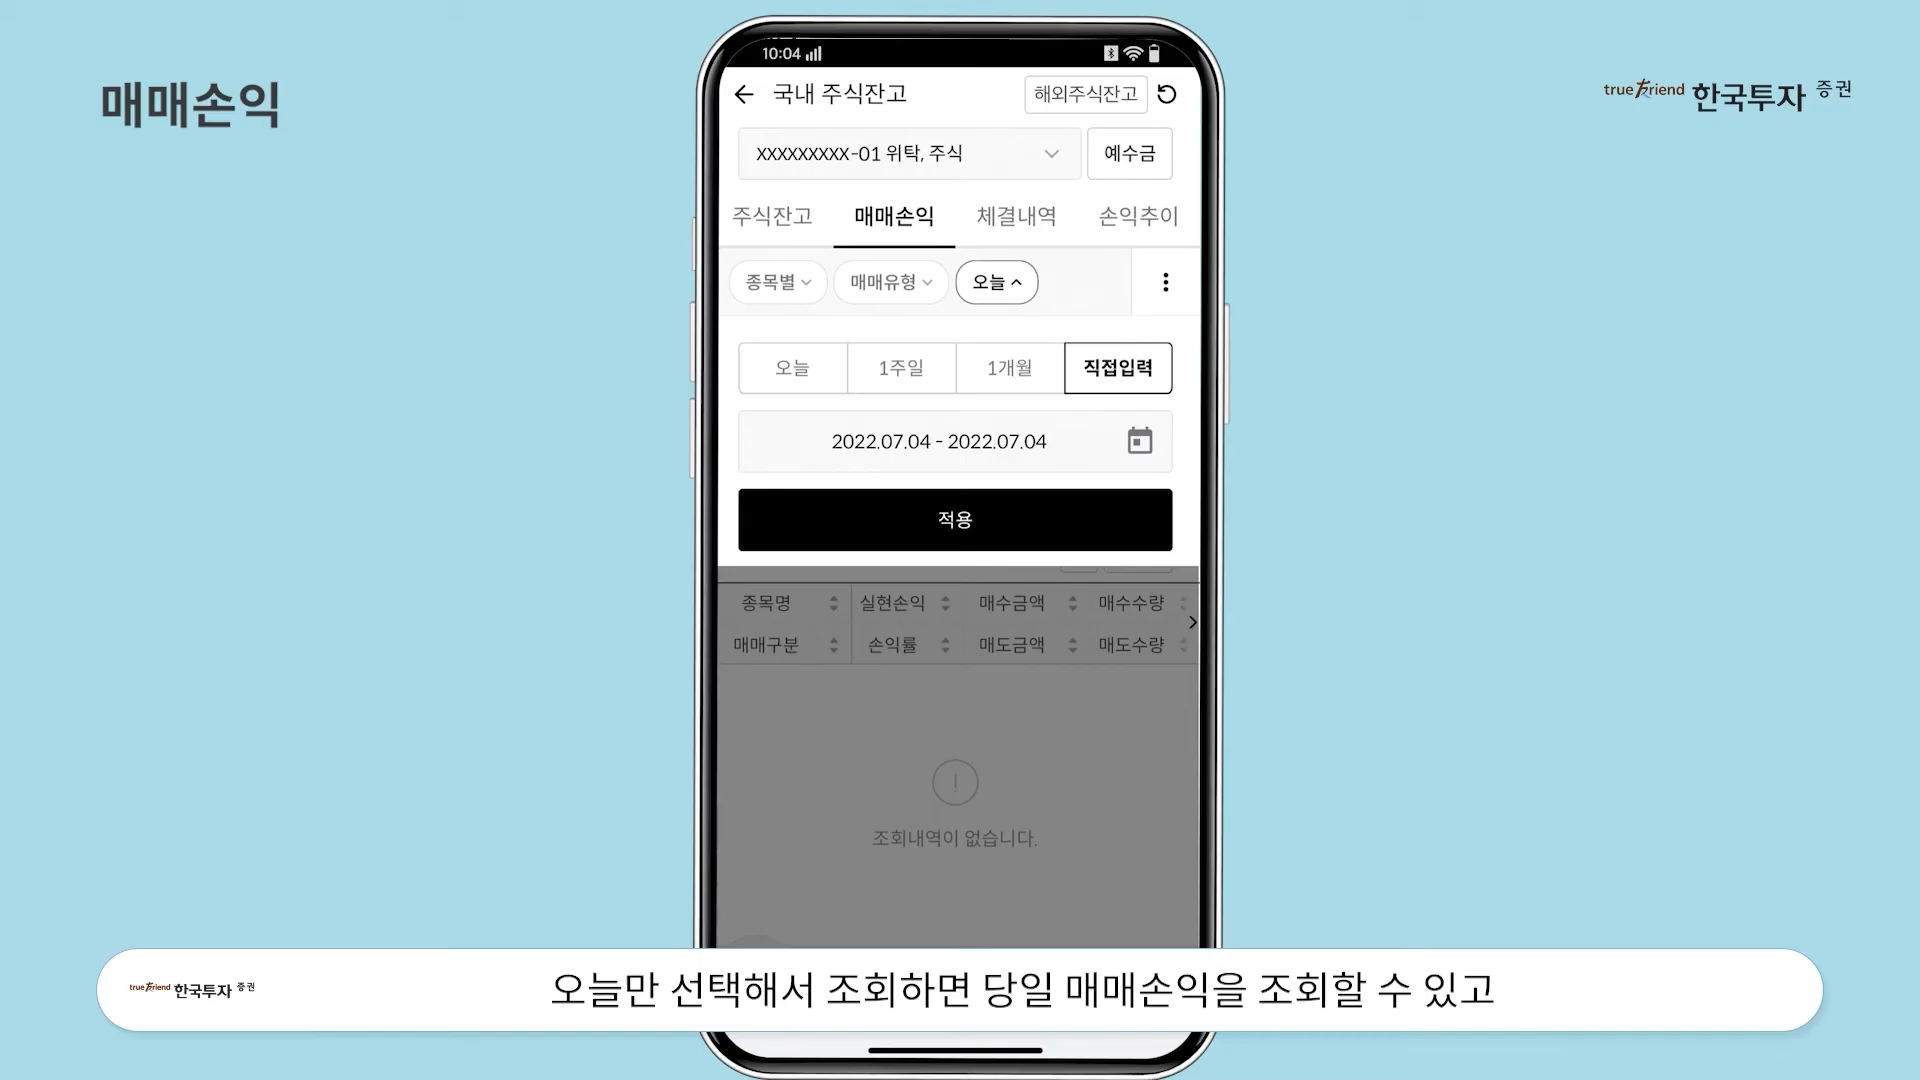 매매손익
true friend 한국투자 증권
10:04
국내 주식잔고
해외주식잔고
XXXXXXXXX-01 위탁, 주식
예수금
주식잔고 매매손익 체결내역 손익추이
종목별 매매유형 오늘
오늘 1주일 1개월 직접입력
2022.07.04 - 2022.07.04
적용
종목명 실현손익 매수금액 매수수량
매매구분 손익률 매도금액 매도수량
조회내역이 없습니다.
true friend 한국투자 증권
오늘만 선택해서 조회하면 당일 매매손익을 조회할 수 있고